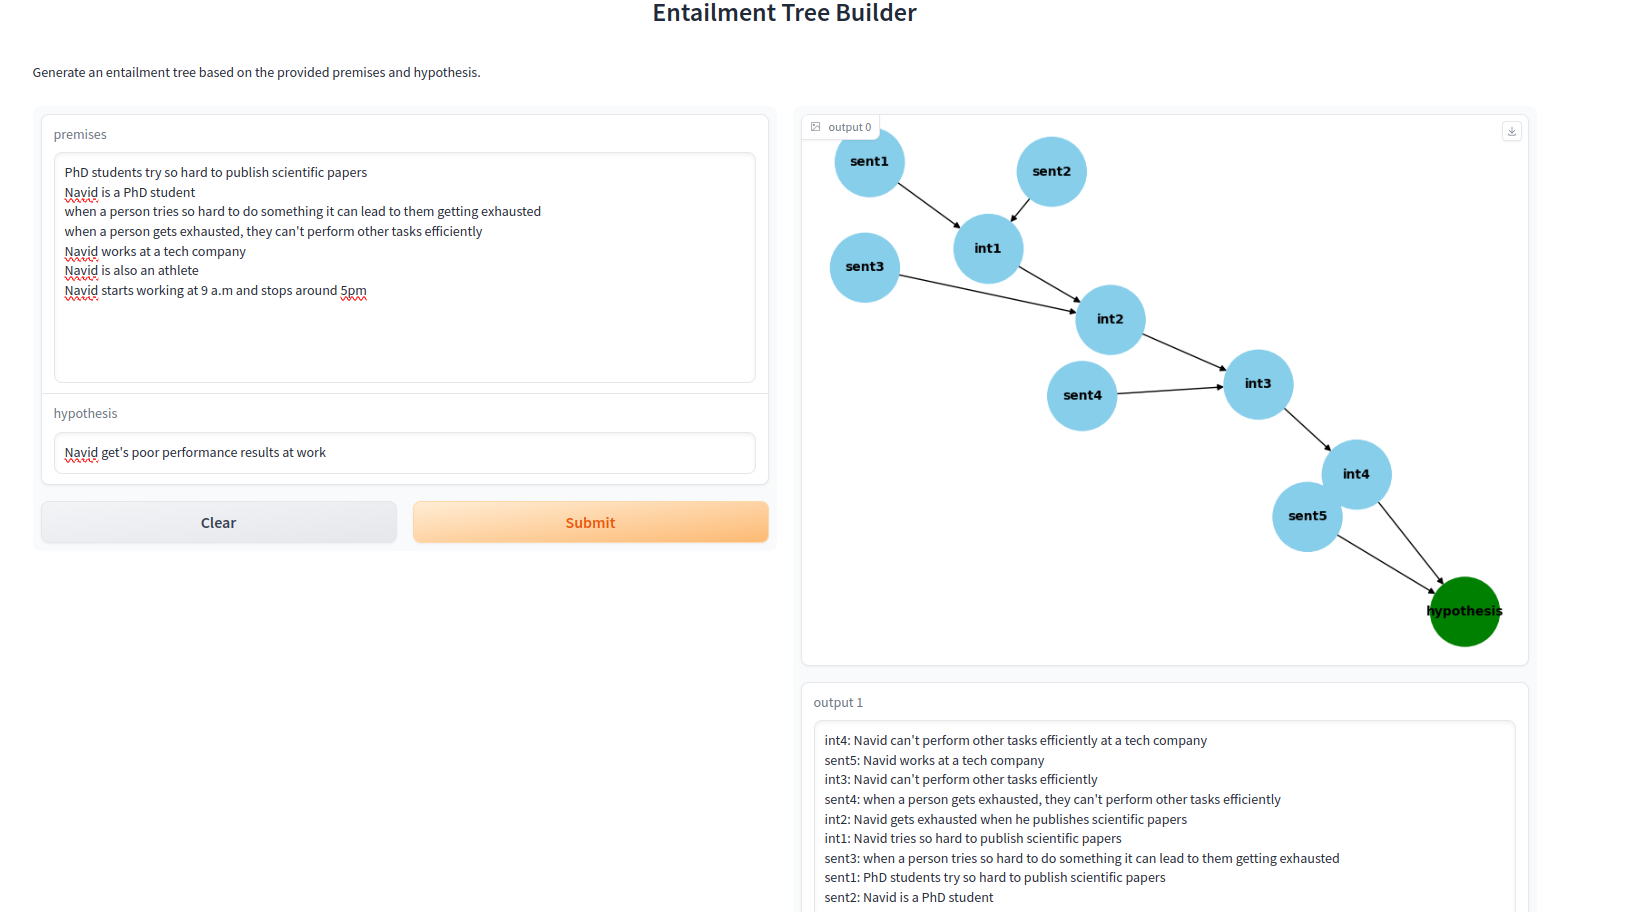 Entailment Tree Builder
Generate an entailment tree based on the provided premises and hypothesis.
premises
PhD students try so hard to publish scientific papers
Navid is a PhD student
when a person tries so hard to do something it can lead to them getting exhausted
when a person gets exhausted, they can't perform other tasks efficiently
Navid works at a tech company
Navid is also an athlete
Navid starts working at 9 a.m and stops around 5pm
hypothesis
Navid get's poor performance results at work
Clear
Submit
output 0
sent1
sent2
int1
sent3
int2
int3
sent4
int4
sent5
hypothesis
output 1
int4: Navid can't perform other tasks efficiently at a tech company
sent5: Navid works at a tech company
int3: Navid can't perform other tasks efficiently
sent4: when a person gets exhausted, they can't perform other tasks efficiently
int2: Navid gets exhausted when he publishes scientific papers
int1: Navid tries so hard to publish scientific papers
sent3: when a person tries so hard to do something it can lead to them getting exhausted
sent1: PhD students try so hard to publish scientific papers
sent2: Navid is a PhD student